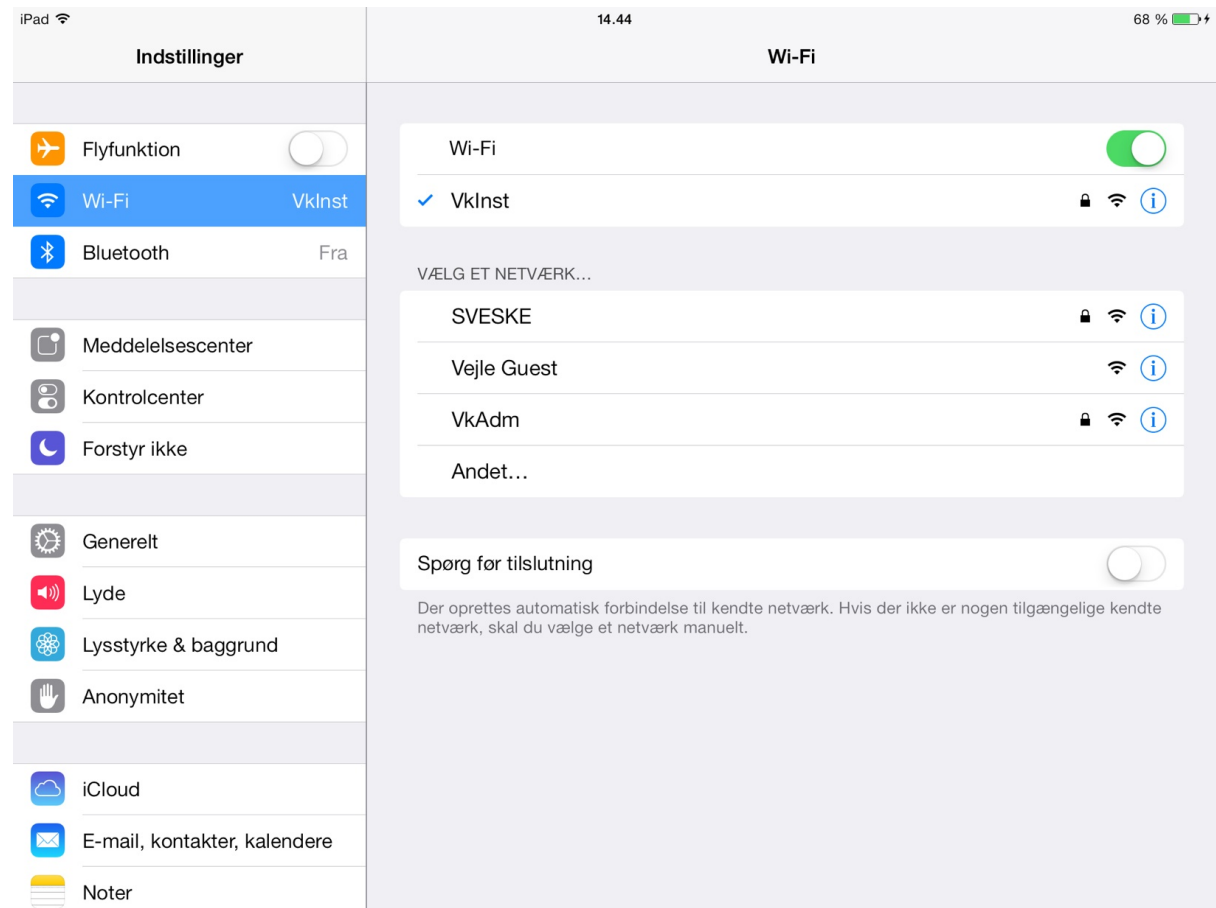 iPad
14.44
68 %
Indstillinger
Wi-Fi
Flyfunktion
Wi-Fi VkInst
Bluetooth Fra
Meddelelsescenter
Kontrolcenter
Forstyr ikke
Generelt
Lyde
Lysstyrke & baggrund
Anonymitet
iCloud
E-mail, kontakter, kalendere
Noter
Wi-Fi
VkInst
VÆLG ET NETVÆRK...
SVESKE
Vejle Guest
VkAdm
Andet...
Spørg før tilslutning
Der oprettes automatisk forbindelse til kendte netværk. Hvis der ikke er nogen tilgængelige kendte
netværk, skal du vælge et netværk manuelt.